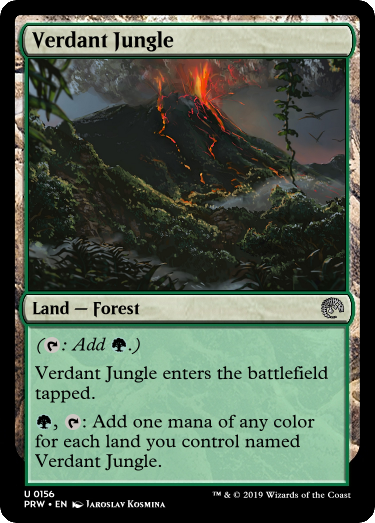 Verdant Jungle
Land — Forest
(: Add .)
Verdant Jungle enters the battlefield
tapped.
, : Add one mana of any color
for each land you control named
Verdant Jungle.
U 0156
™ & © 2019 Wizards of the Coast
PRW • EN Jaroslav Kosmina